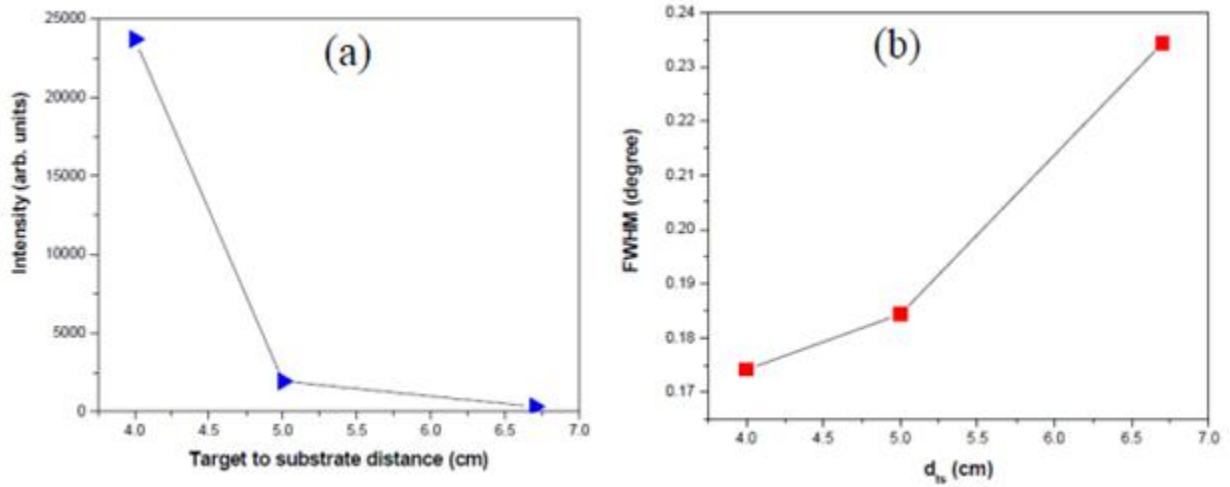 (a)
Intensity (arb. units)
25000
20000
15000
10000
5000
0
4.0 4.5 5.0 5.5 6.0 6.5 7.0
Target to substrate distance (cm)
(b)
FWHM (degree)
0.24
0.23
0.22
0.21
0.20
0.19
0.18
0.17
4.0 4.5 5.0 5.5 6.0 6.5 7.0
d_ts (cm)